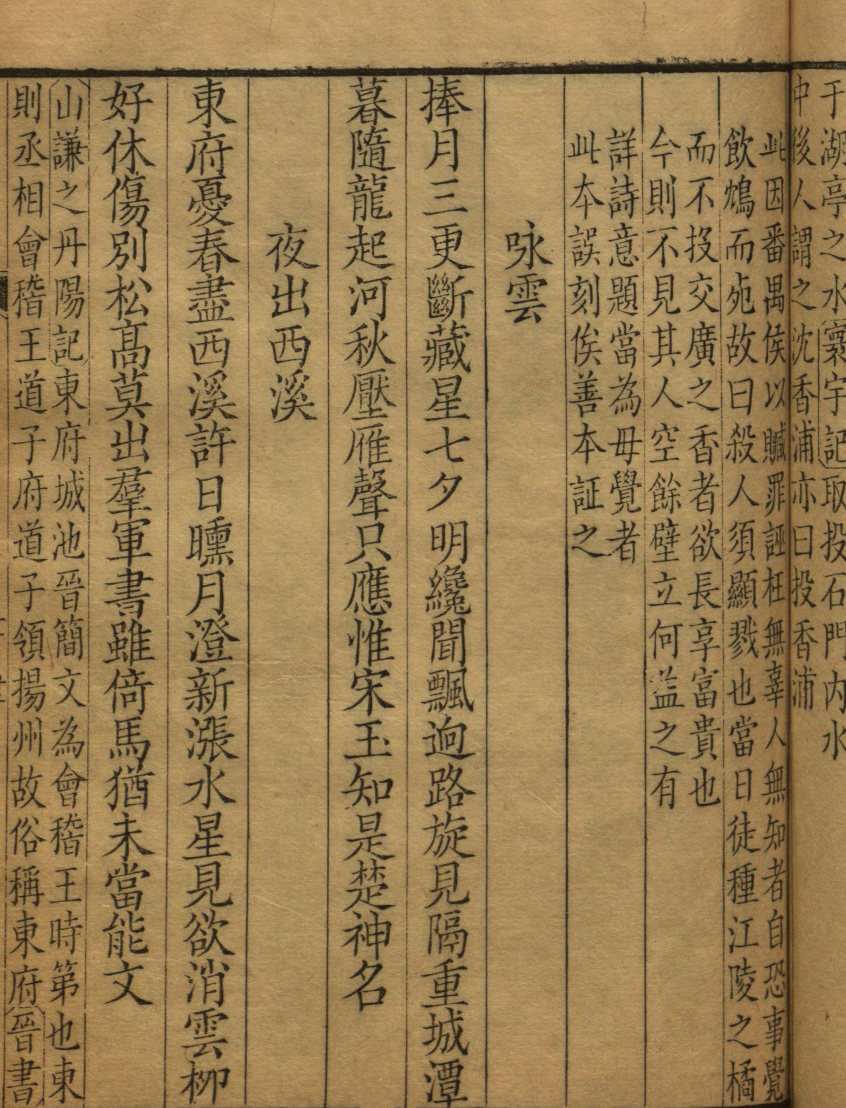 于湖亭之水寰宇記取投石門內水
中後人謂之沈香浦亦曰投香浦
此因番禺侯以贓罪誣枉無辜人無知者自恐事覺
飲鴆而死故曰殺人須顯戮也當日徒種江陵之橘
而不投交廣之香者欲長享富貴也
今則不見其人空餘壁立何益之有
詳詩意題當為毋覺者
此本誤刻俟善本証之
咏雲
捧月三更斷藏星七夕明纔聞飄逈路旋見隔重城潭
暮隨龍起河秋壓雁聲只應惟宋玉知是楚神名
夜出西溪
東府憂春盡西溪許日曛月澄新漲水星見欲消雲柳
好休傷別松高莫出羣軍書雖倚馬猶未當能文
山謙之丹陽記東府城池晉簡文為會稽王時第也東
則丞相會稽王道子府道子領揚州故俗稱東府晉書